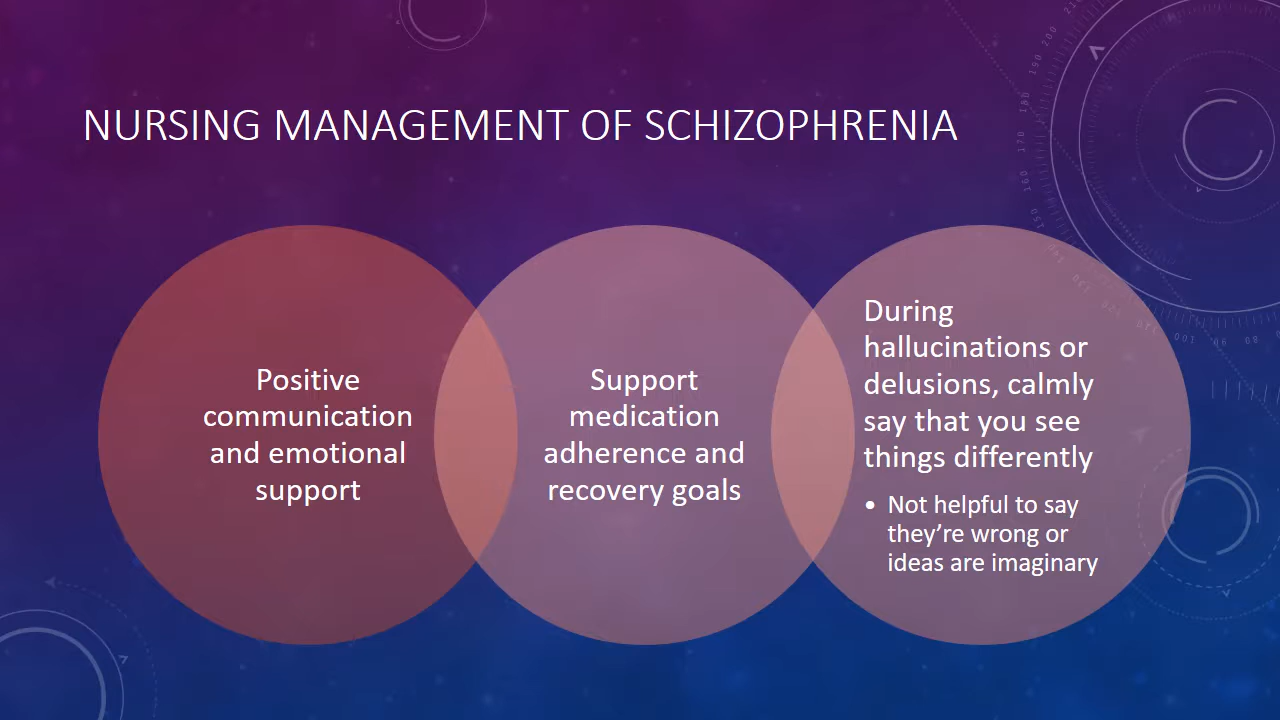 NURSING MANAGEMENT OF SCHIZOPHRENIA
Positive
communication
and emotional
support
Support
medication
adherence and
recovery goals
During
hallucinations or
delusions, calmly
say that you see
things differently
• Not helpful to say
they’re wrong or
ideas are imaginary